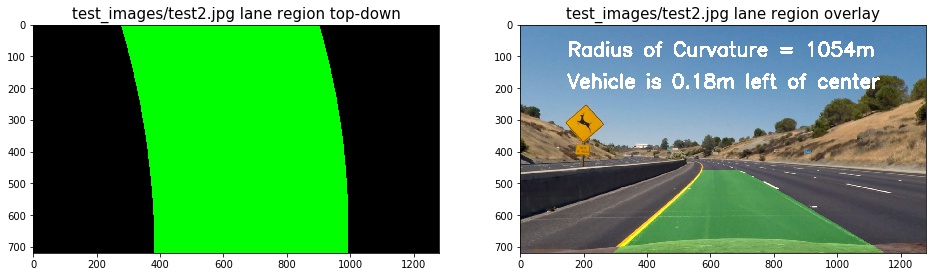 test_images/test2.jpg lane region top-down
0
100
200
300
400
500
600
700
0 200 400 600 800 1000 1200
test_images/test2.jpg lane region overlay
Radius of Curvature = 1054m
Vehicle is 0.18m left of center
0
100
200
300
400
500
600
700
0 200 400 600 800 1000 1200